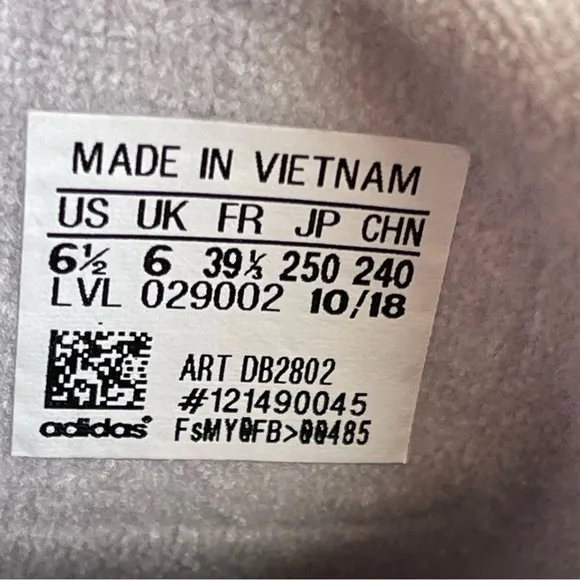 MADE IN VIETNAM
US UK FR JP CHN
6½ 6 39⅓ 250 240
LVL 029002 10/18
ART DB2802
#121490045
adidas